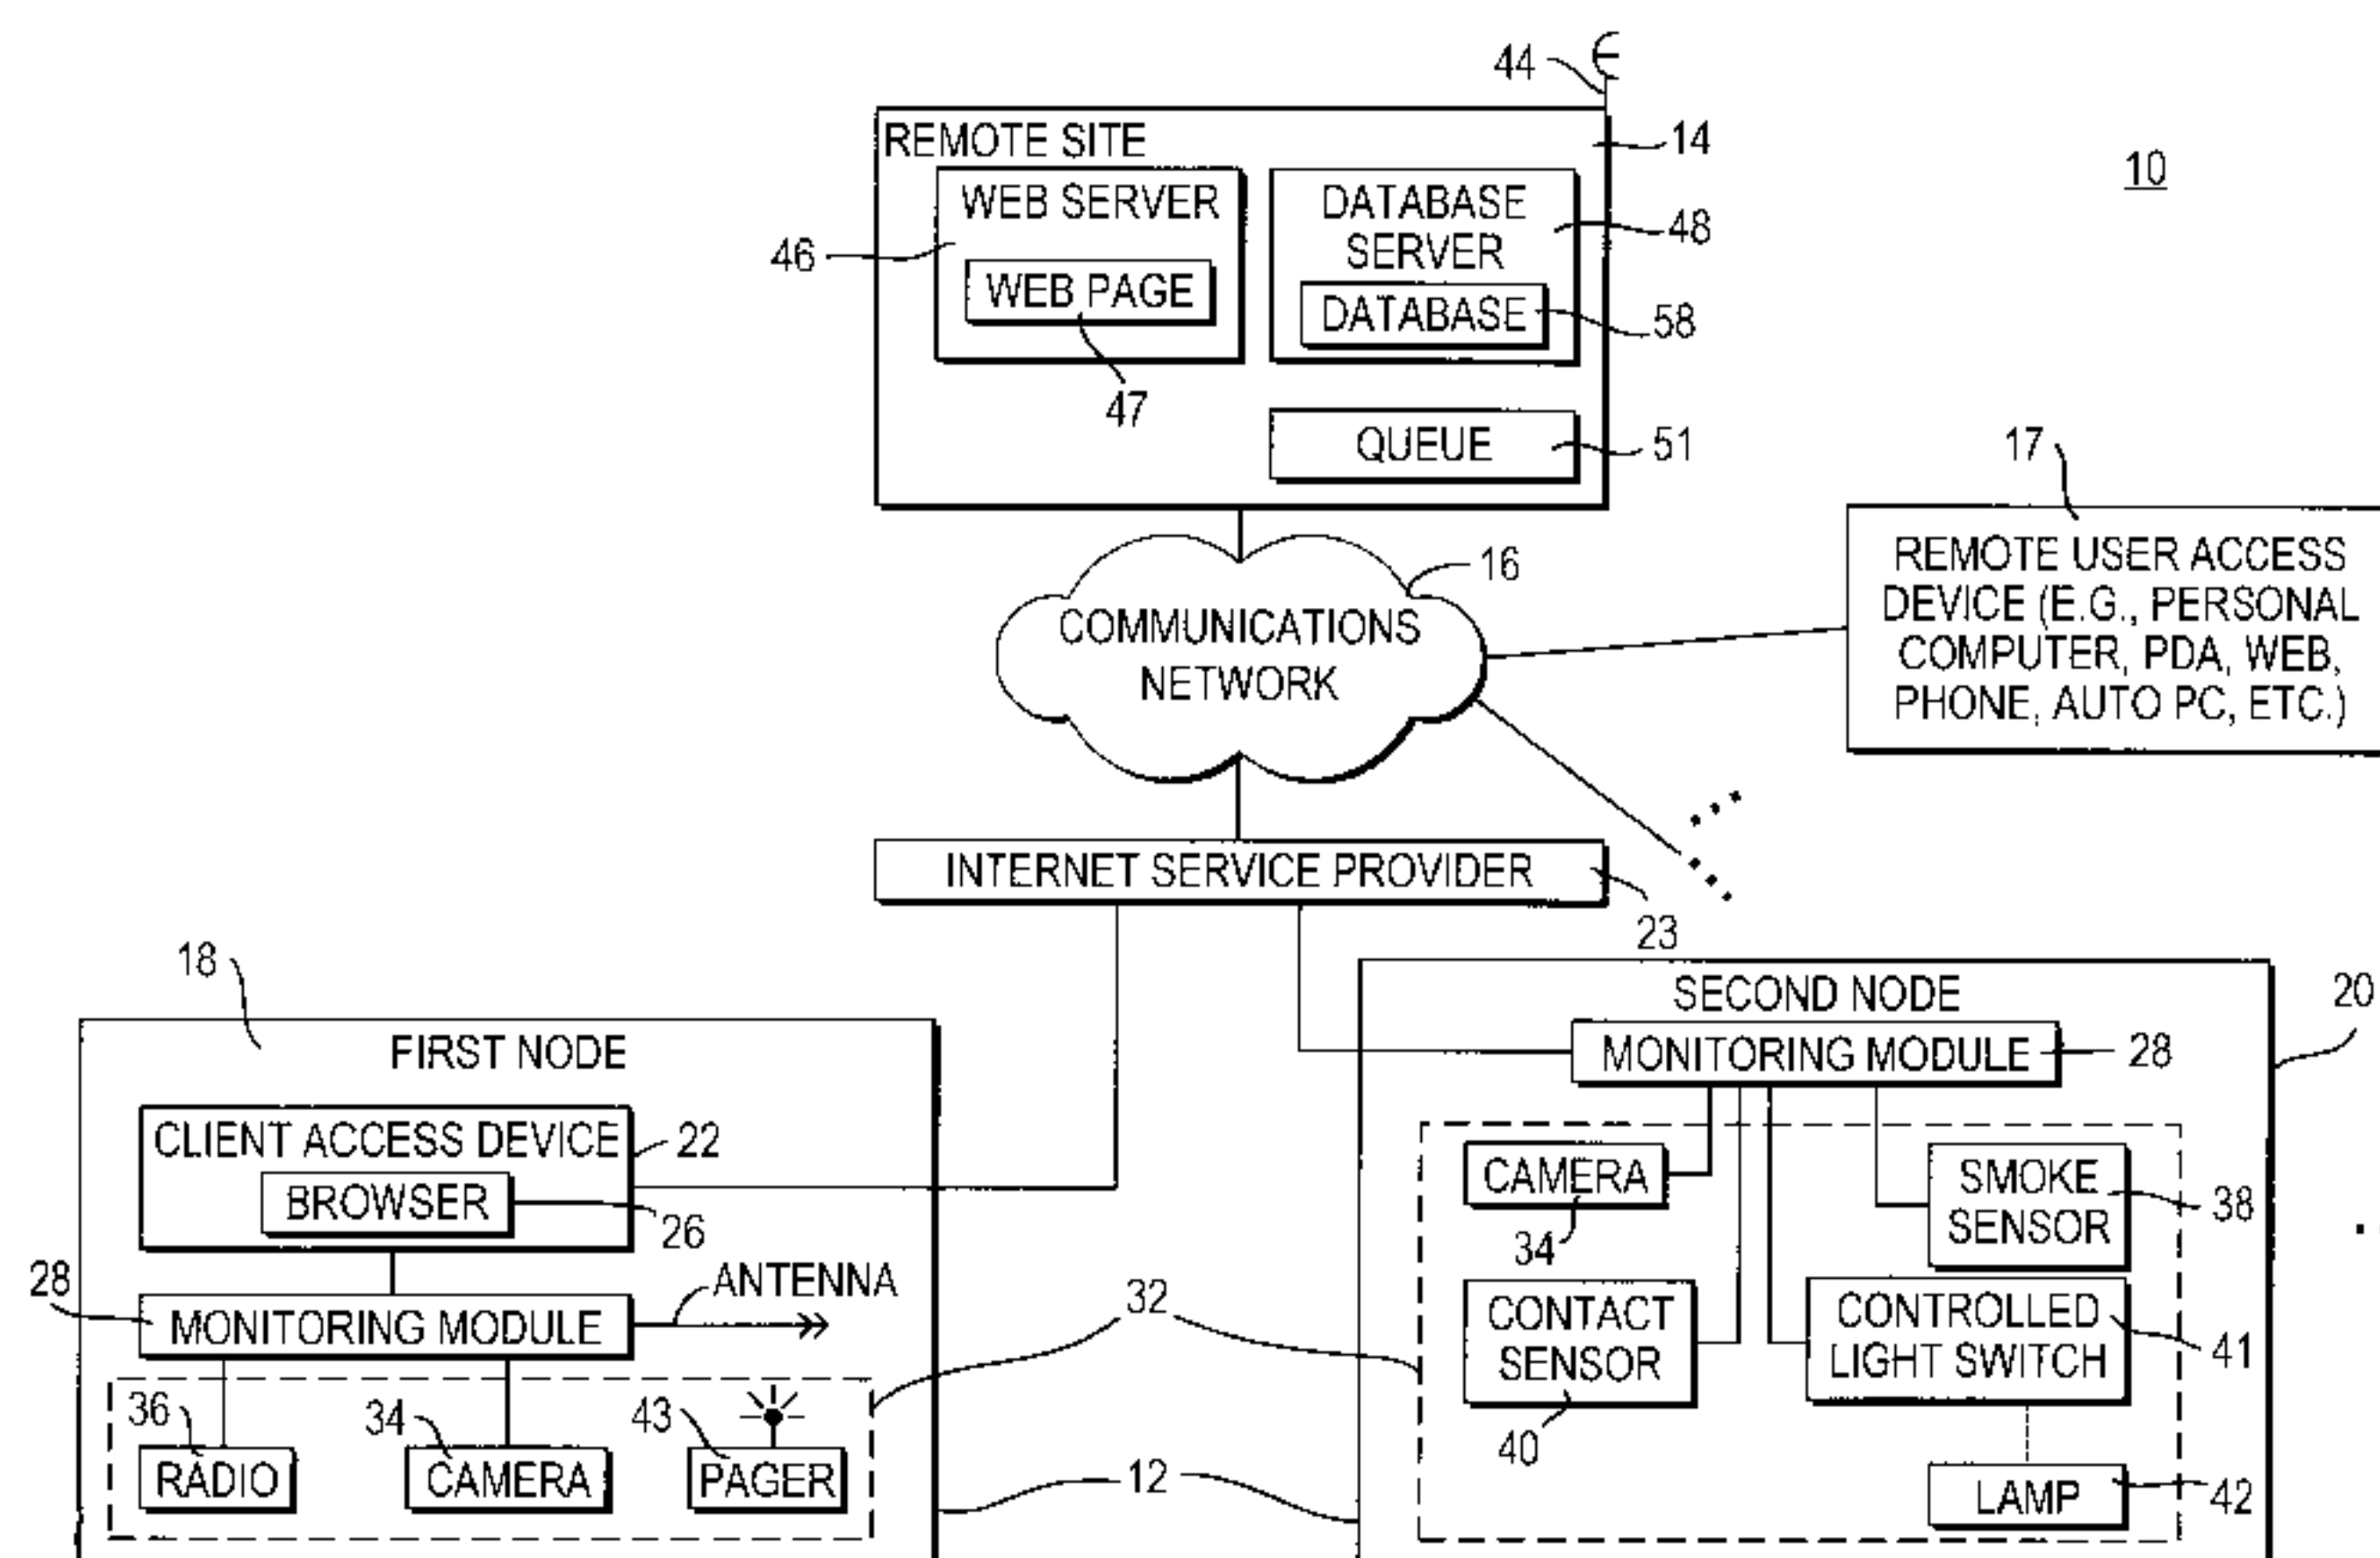 44
REMOTE SITE
14
10
WEB SERVER
DATABASE
SERVER
48
46
WEB PAGE
DATABASE
58
47
QUEUE
51
17
16
COMMUNICATIONS
NETWORK
REMOTE USER ACCESS
DEVICE (E.G., PERSONAL
COMPUTER, PDA, WEB,
PHONE, AUTO PC, ETC.)
INTERNET SERVICE PROVIDER
23
18
FIRST NODE
CLIENT ACCESS DEVICE
22
BROWSER
26
28
MONITORING MODULE
ANTENNA
32
36
34
43
RADIO
CAMERA
PAGER
12
SECOND NODE
20
MONITORING MODULE
28
CAMERA
34
SMOKE
SENSOR
38
CONTACT
SENSOR
40
CONTROLLED
LIGHT SWITCH
41
LAMP
42